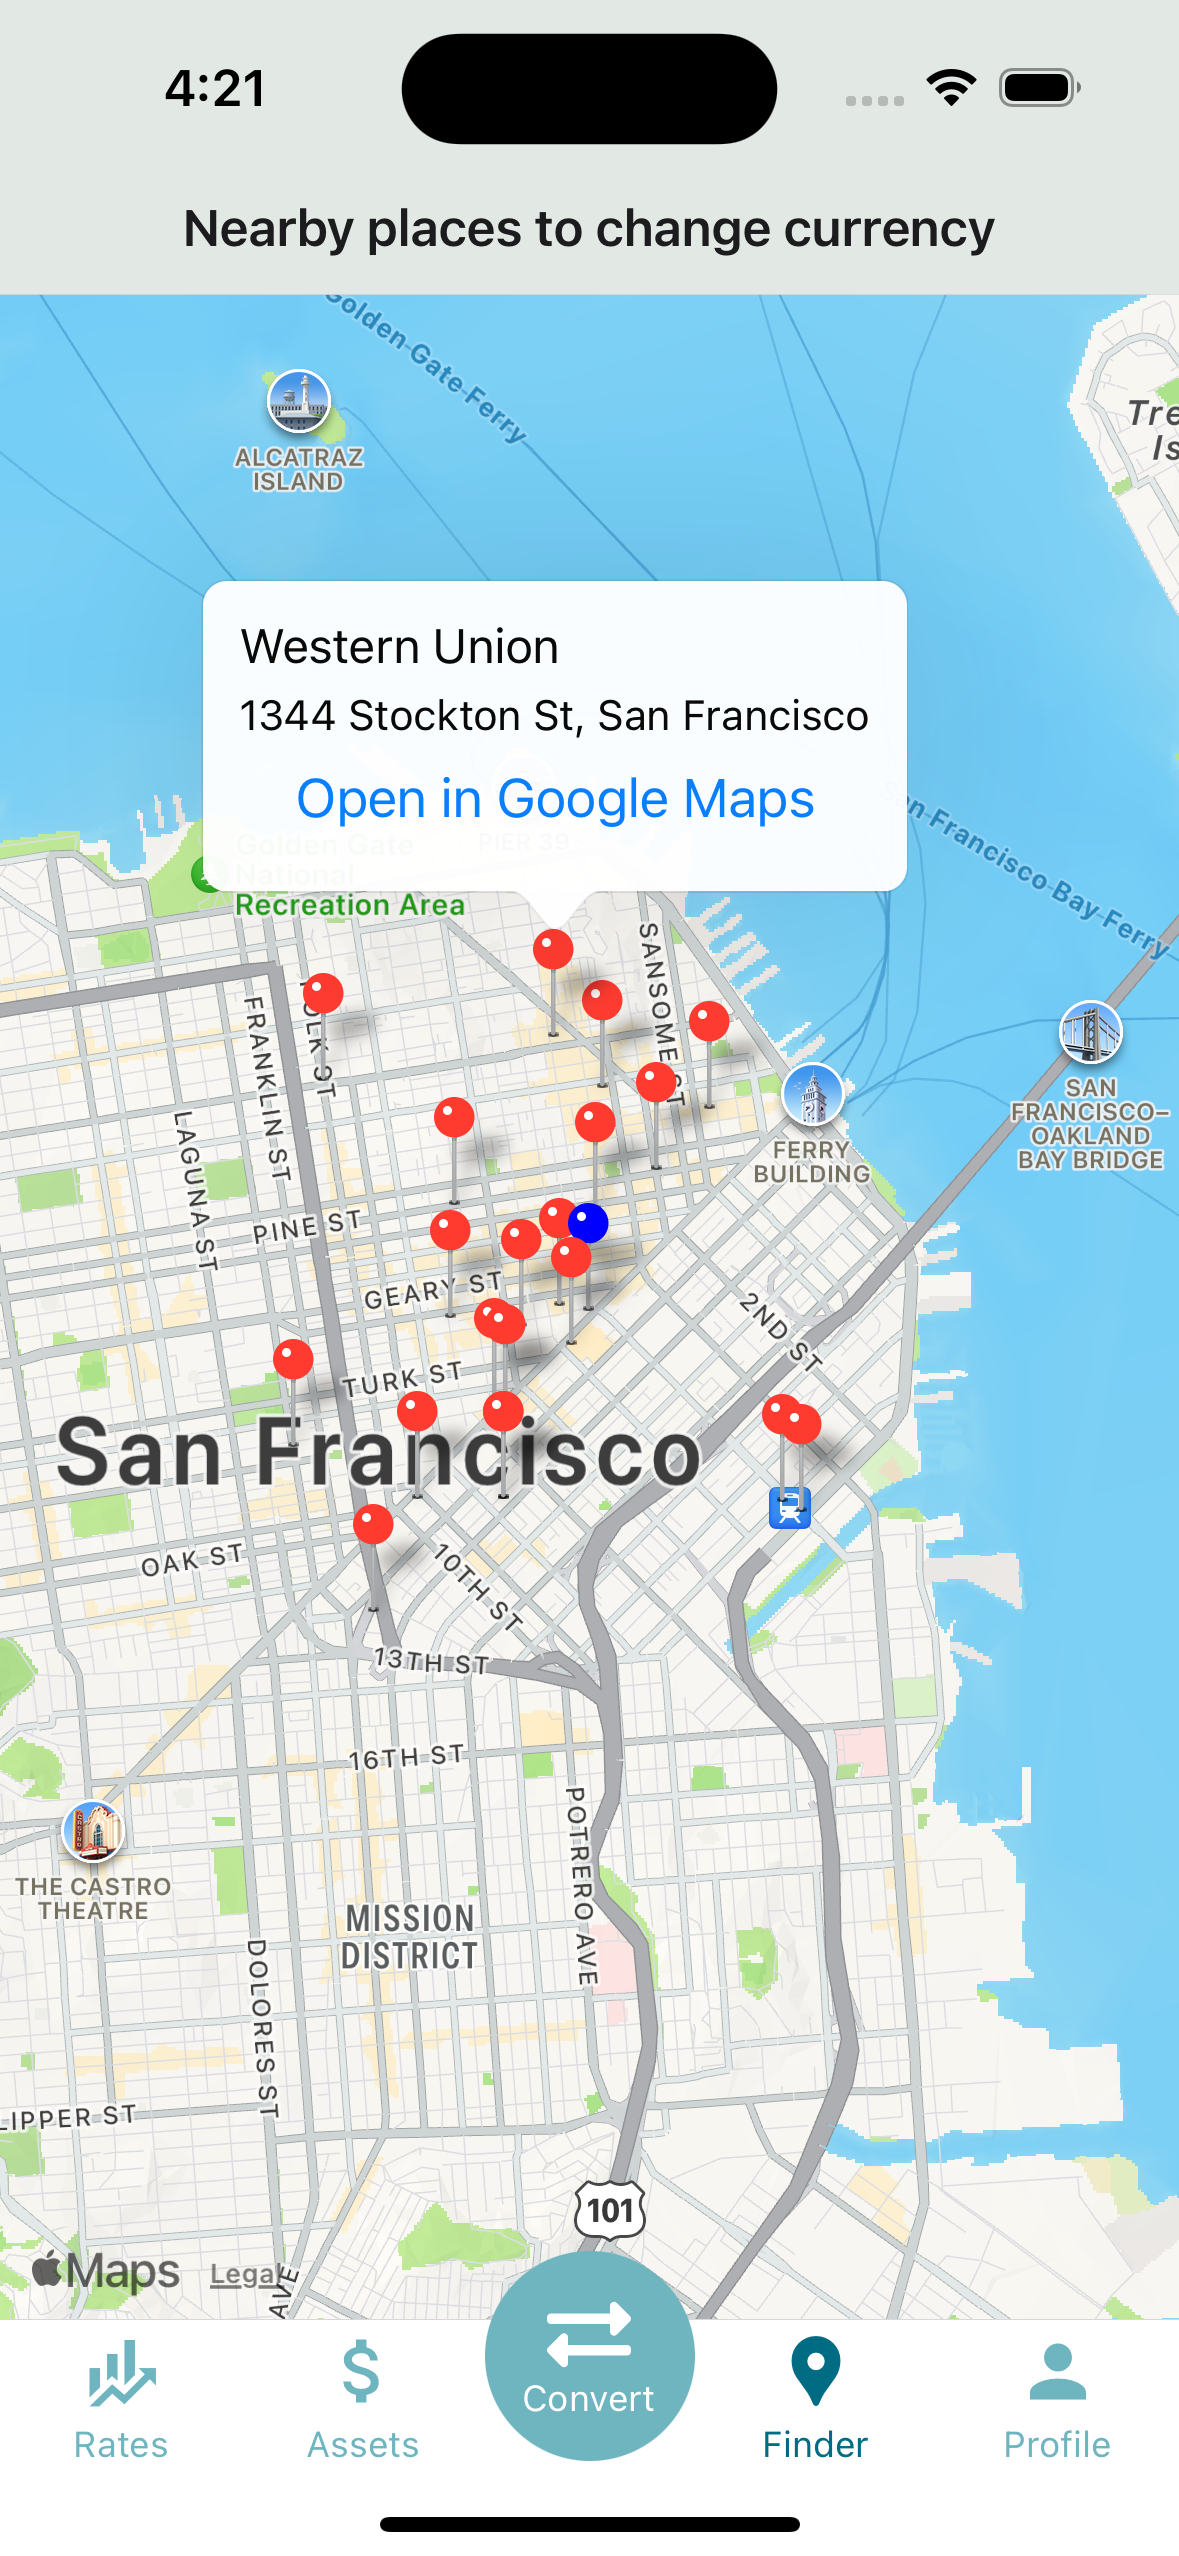 4:21
Nearby places to change currency
Golden Gate Ferry
ALCATRAZ
ISLAND
Western Union
1344 Stockton St, San Francisco
Open in Google Maps
PIER 39
Golden Gate
National
Recreation Area
San Francisco Bay Ferry
SANSOME ST
FRANKLIN ST
LAGUNA ST
SAN
FRANCISCO–
OAKLAND
BAY BRIDGE
FERRY
BUILDING
PINE ST
GEARY ST
2ND ST
TURK ST
San Francisco
OAK ST
10TH ST
13TH ST
16TH ST
POTRERO AVE
THE CASTRO
THEATRE
MISSION
DISTRICT
DOLORES ST
LIPPER ST
101
Maps
Legal
AVE
Rates
Assets
Convert
Finder
Profile